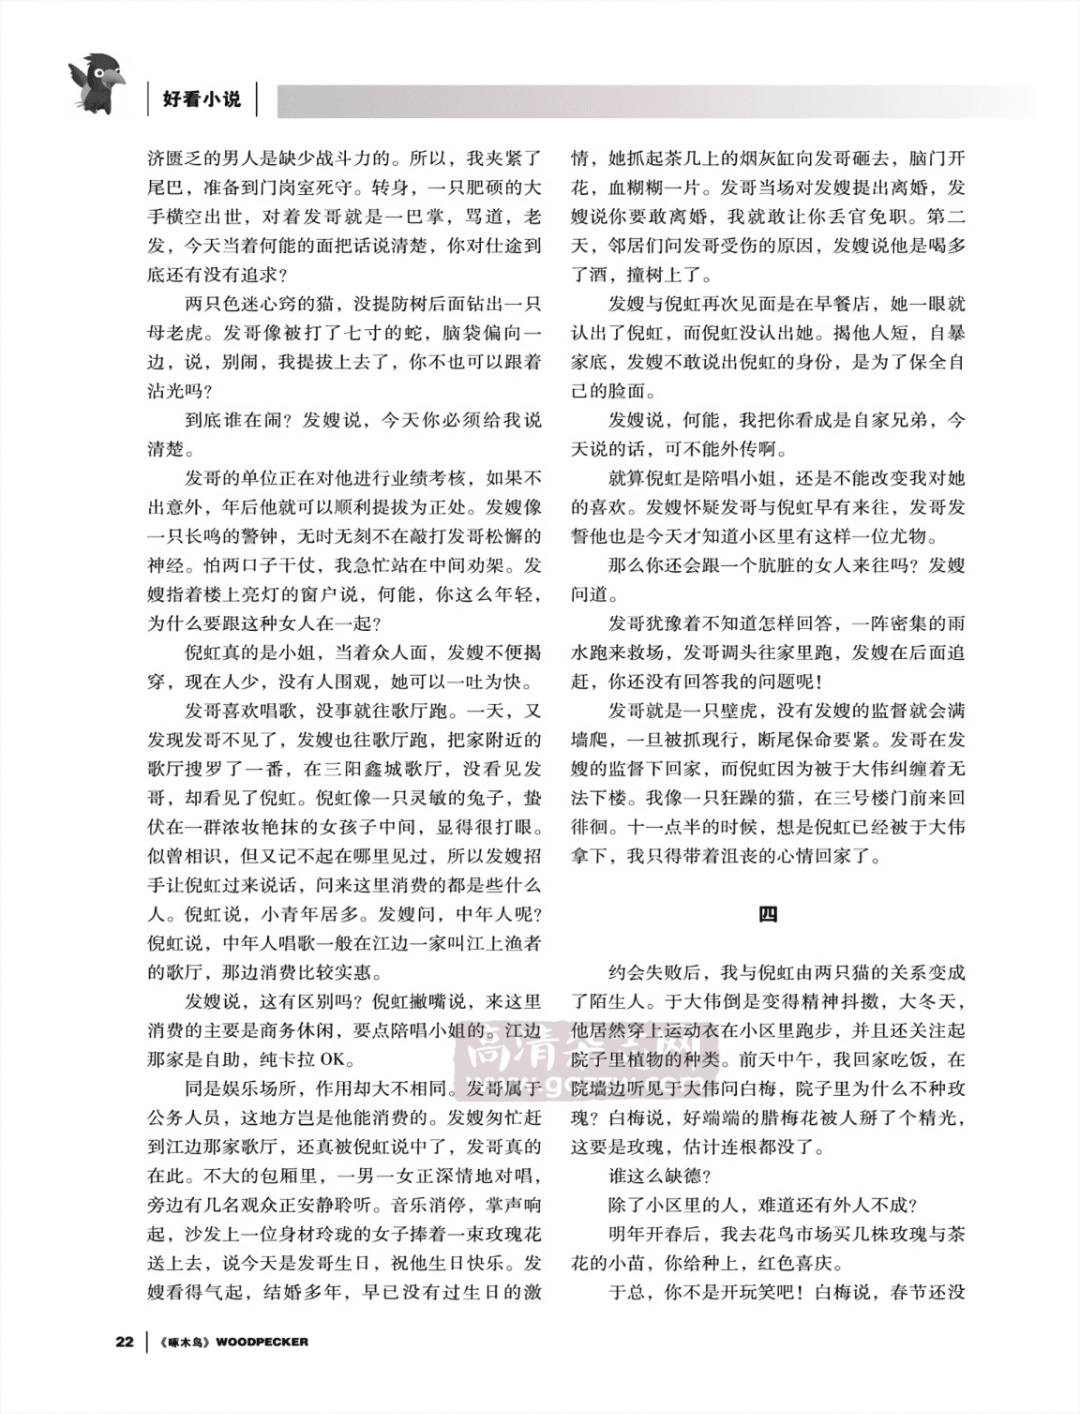 好看小说
济匮乏的男人是缺少战斗力的。所以，我夹紧了
尾巴，准备到门岗室死守。转身，一只肥硕的大
手横空出世，对着发哥就是一巴掌，骂道，老
发，今天当着何能的面把话说清楚，你对仕途到
底还有没有追求？
两只色迷心窍的猫，没提防树后面钻出一只
母老虎。发哥像被打了七寸的蛇，脑袋偏向一
边，说，别闹，我提拔上去了，你不也可以跟着
沾光吗？
到底谁在闹？发嫂说，今天你必须给我说
清楚。
发哥的单位正在对他进行业绩考核，如果不
出意外，年后他就可以顺利提拔为正处。发嫂像
一只长鸣的警钟，无时无刻不在敲打发哥松懈的
神经。怕两口子干仗，我急忙站在中间劝架。发
嫂指着楼上亮灯的窗户说，何能，你这么年轻，
为什么要跟这种女人在一起？
倪虹真的是小姐，当着众人面，发嫂不便揭
穿，现在人少，没有人围观，她可以一吐为快。
发哥喜欢唱歌，没事就往歌厅跑。一天，又
发现发哥不见了，发嫂也往歌厅跑，把家附近的
歌厅搜罗了一番，在三阳鑫城歌厅，没看见发
哥，却看见了倪虹。倪虹像一只灵敏的兔子，蛰
伏在一群浓妆艳抹的女孩子中间，显得很打眼。
似曾相识，但又记不起在哪里见过，所以发嫂招
手让倪虹过来说话，问来这里消费的都是些什么
人。倪虹说，小青年居多。发嫂问，中年人呢？
倪虹说，中年人唱歌一般在江边一家叫江上渔者
的歌厅，那边消费比较实惠。
发嫂说，这有区别吗？倪虹撇嘴说，来这里
消费的主要是商务休闲，要点陪唱小姐的。江边
那家是自助，纯卡拉OK。
同是娱乐场所，作用却大不相同。发哥属于
公务人员，这地方岂是他能消费的。发嫂匆忙赶
到江边那家歌厅，还真被倪虹说中了，发哥真的
在此。不大的包厢里，一男一女正深情地对唱，
旁边有几名观众正安静聆听。音乐消停，掌声响
起，沙发上一位身材玲珑的女子捧着一束玫瑰花
送上去，说今天是发哥生日，祝他生日快乐。发
嫂看得气起，结婚多年，早已没有过生日的激
情，她抓起茶几上的烟灰缸向发哥砸去，脑门开
花，血糊糊一片。发哥当场对发嫂提出离婚，发
嫂说你要敢离婚，我就敢让你丢官免职。第二
天，邻居们问发哥受伤的原因，发嫂说他是喝多
了酒，撞树上了。
发嫂与倪虹再次见面是在早餐店，她一眼就
认出了倪虹，而倪虹没认出她。揭他人短，自暴
家底，发嫂不敢说出倪虹的身份，是为了保全自
己的脸面。
发嫂说，何能，我把你看成是自家兄弟，今
天说的话，可不能外传啊。
就算倪虹是陪唱小姐，还是不能改变我对她
的喜欢。发嫂怀疑发哥与倪虹早有来往，发哥发
誓他也是今天才知道小区里有这样一位尤物。
那么你还会跟一个肮脏的女人来往吗？发嫂
问道。
发哥犹豫着不知道怎样回答，一阵密集的雨
水跑来救场，发哥调头往家里跑，发嫂在后面追
赶，你还没有回答我的问题呢！
发哥就是一只壁虎，没有发嫂的监督就会满
墙爬，一旦被抓现行，断尾保命要紧。发哥在发
嫂的监督下回家，而倪虹因为被于大伟纠缠着无
法下楼。我像一只狂躁的猫，在三号楼门前来回
徘徊。十一点半的时候，想是倪虹已经被于大伟
拿下，我只得带着沮丧的心情回家了。
四
约会失败后，我与倪虹由两只猫的关系变成
了陌生人。于大伟倒是变得精神抖擞，大冬天，
他居然穿上运动衣在小区里跑步，并且还关注起
院子里植物的种类。前天中午，我回家吃饭，在
院墙边听见于大伟问白梅，院子里为什么不种玫
瑰？白梅说，好端端的腊梅花被人掰了个精光，
这要是玫瑰，估计连根都没了。
谁这么缺德？
除了小区里的人，难道还有外人不成？
明年开春后，我去花鸟市场买几株玫瑰与茶
花的小苗，你给种上，红色喜庆。
于总，你不是开玩笑吧！白梅说，春节还没
22 《啄木鸟》WOODPECKER